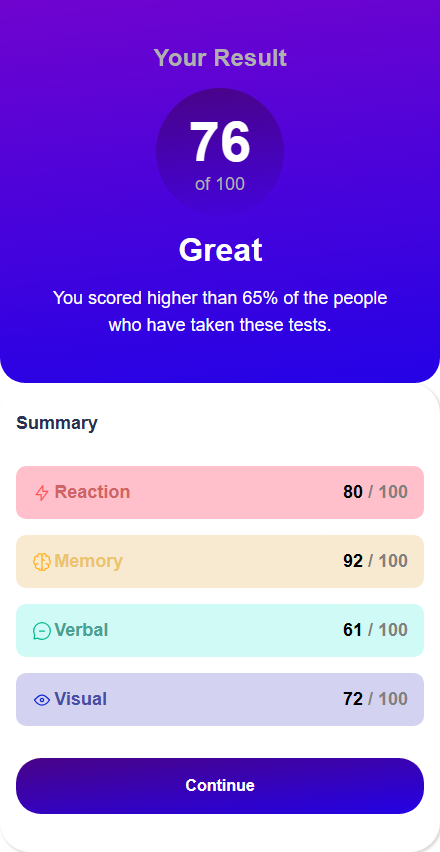 Your Result
76
of 100
Great
You scored higher than 65% of the people
who have taken these tests.
Summary
Reaction 80 / 100
Memory 92 / 100
Verbal 61 / 100
Visual 72 / 100
Continue